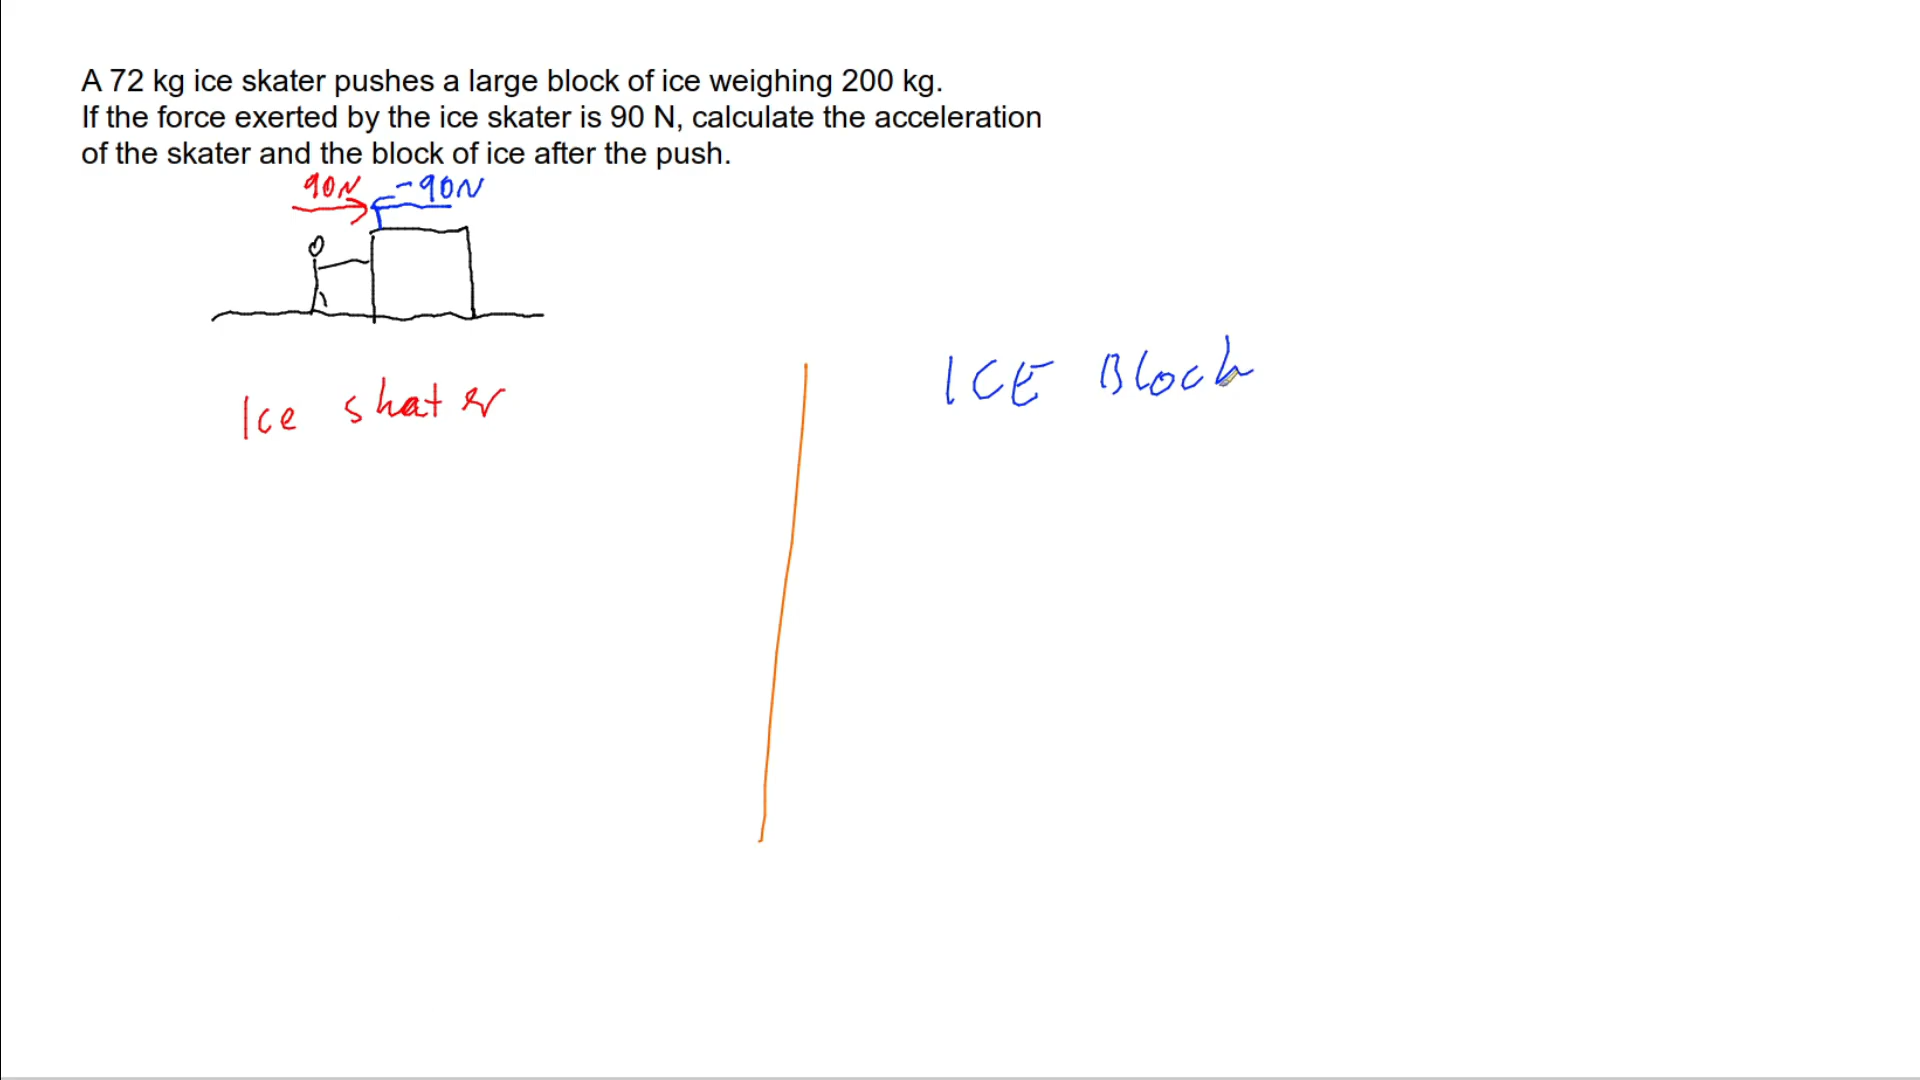 A 72 kg ice skater pushes a large block of ice weighing 200 kg.
If the force exerted by the ice skater is 90 N, calculate the acceleration
of the skater and the block of ice after the push.
90N -90N
Ice skater
ICE Block